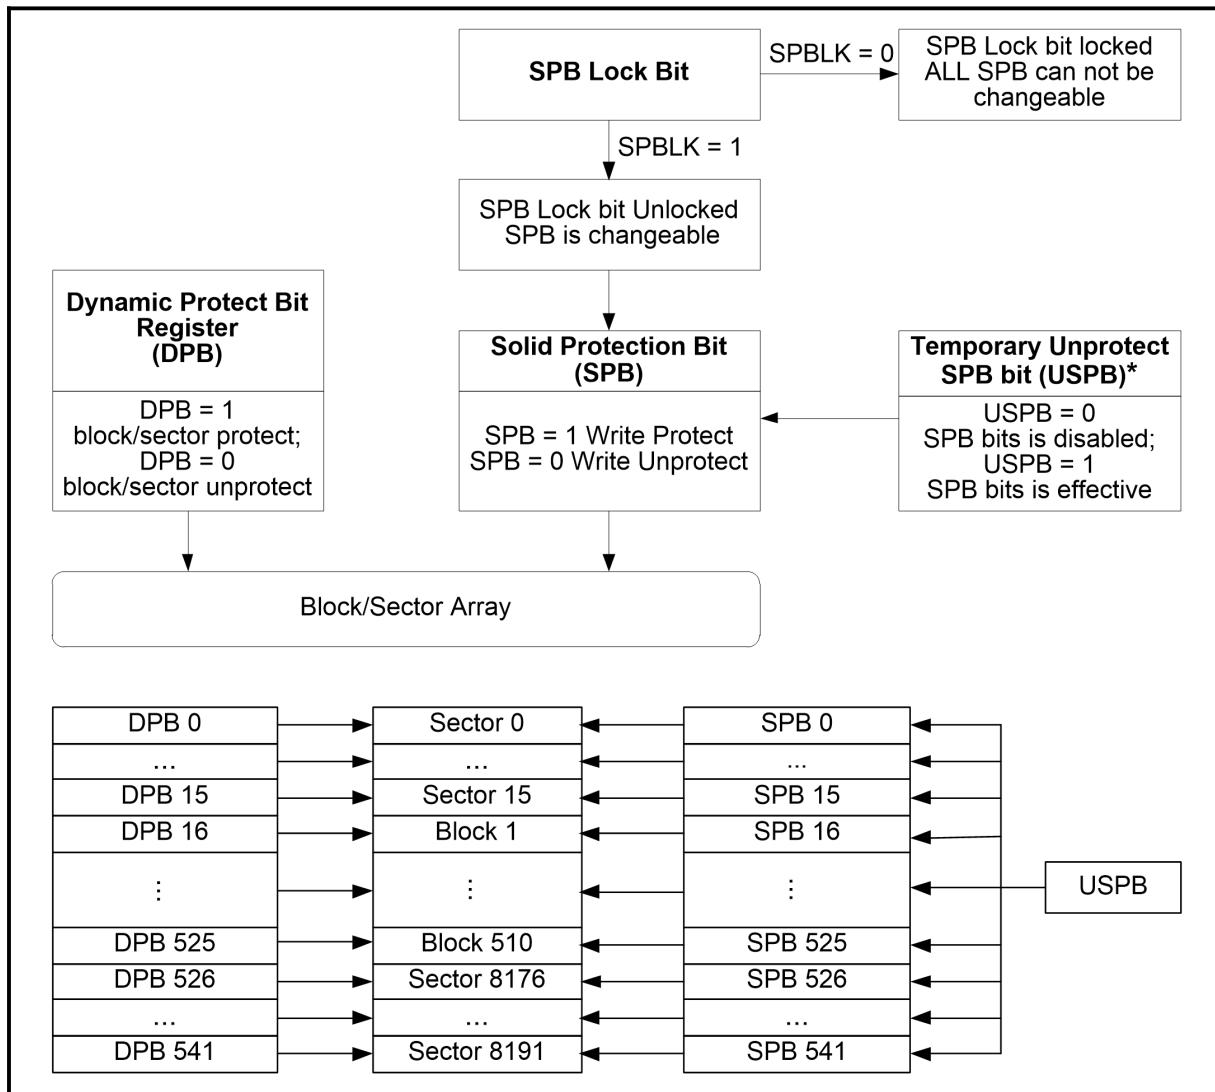 SPB Lock Bit
SPBLK = 0
SPB Lock bit locked
ALL SPB can not be
changeable
SPBLK = 1
SPB Lock bit Unlocked
SPB is changeable
Dynamic Protect Bit
Register
(DPB)
DPB = 1
block/sector protect;
DPB = 0
block/sector unprotect
Solid Protection Bit
(SPB)
SPB = 1 Write Protect
SPB = 0 Write Unprotect
Temporary Unprotect
SPB bit (USPB)*
USPB = 0
SPB bits is disabled;
USPB = 1
SPB bits is effective
Block/Sector Array
DPB 0 Sector 0 SPB 0
... ... ...
DPB 15 Sector 15 SPB 15
DPB 16 Block 1 SPB 16
⋮ ⋮ ⋮ USPB
DPB 525 Block 510 SPB 525
DPB 526 Sector 8176 SPB 526
... ... ...
DPB 541 Sector 8191 SPB 541